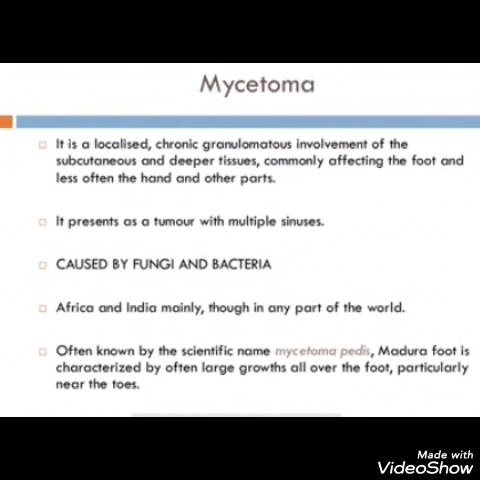 Mycetoma
It is a localised, chronic granulomatous involvement of the
subcutaneous and deeper tissues, commonly affecting the foot and
less often the hand and other parts.
It presents as a tumour with multiple sinuses.
CAUSED BY FUNGI AND BACTERIA
Africa and India mainly, though in any part of the world.
Often known by the scientific name mycetoma pedis, Madura foot is
characterized by often large growths all over the foot, particularly
near the toes.
Made with
VideoShow